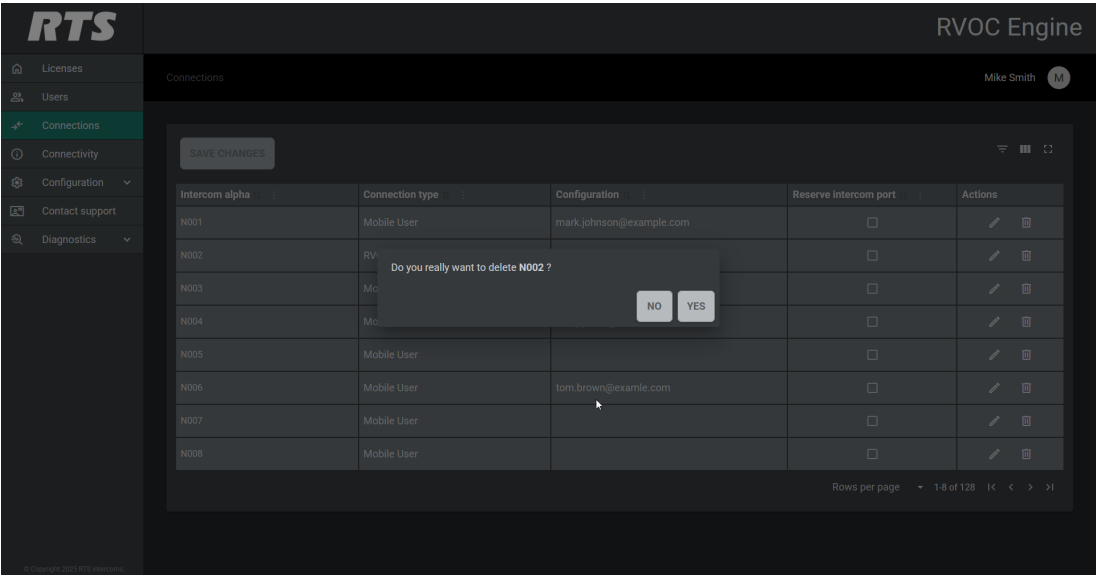 RTS
RVOC Engine
Licenses
Users
Connections
Connectivity
Configuration
Contact support
Diagnostics
© Copyright 2025 RTS Intercoms.
Connections
Mike Smith M
SAVE CHANGES
Intercom alpha Connection type Configuration Reserve intercom port Actions
N001 Mobile User mark.johnson@example.com
N002 RV
N003 Mo
N004 Mo
Do you really want to delete N002 ?
NO YES
N005 Mobile User
N006 Mobile User tom.brown@examle.com
N007 Mobile User
N008 Mobile User
Rows per page 1-8 of 128